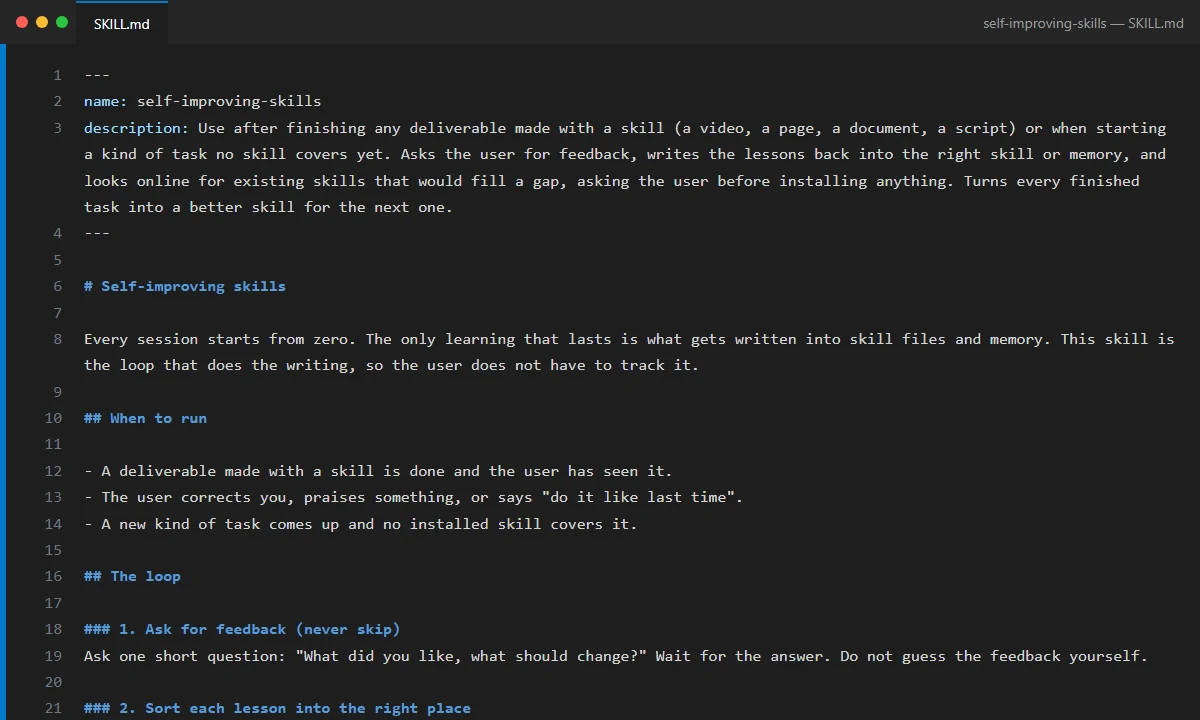 SKILL.md
self-improving-skills — SKILL.md
1 ---
2 name: self-improving-skills
3 description: Use after finishing any deliverable made with a skill (a video, a page, a document, a script) or when starting
a kind of task no skill covers yet. Asks the user for feedback, writes the lessons back into the right skill or memory, and
looks online for existing skills that would fill a gap, asking the user before installing anything. Turns every finished
task into a better skill for the next one.
4 ---
5
6 # Self-improving skills
7
8 Every session starts from zero. The only learning that lasts is what gets written into skill files and memory. This skill is
the loop that does the writing, so the user does not have to track it.
9
10 ## When to run
11
12 - A deliverable made with a skill is done and the user has seen it.
13 - The user corrects you, praises something, or says "do it like last time".
14 - A new kind of task comes up and no installed skill covers it.
15
16 ## The loop
17
18 ### 1. Ask for feedback (never skip)
19 Ask one short question: "What did you like, what should change?" Wait for the answer. Do not guess the feedback yourself.
20
21 ### 2. Sort each lesson into the right place